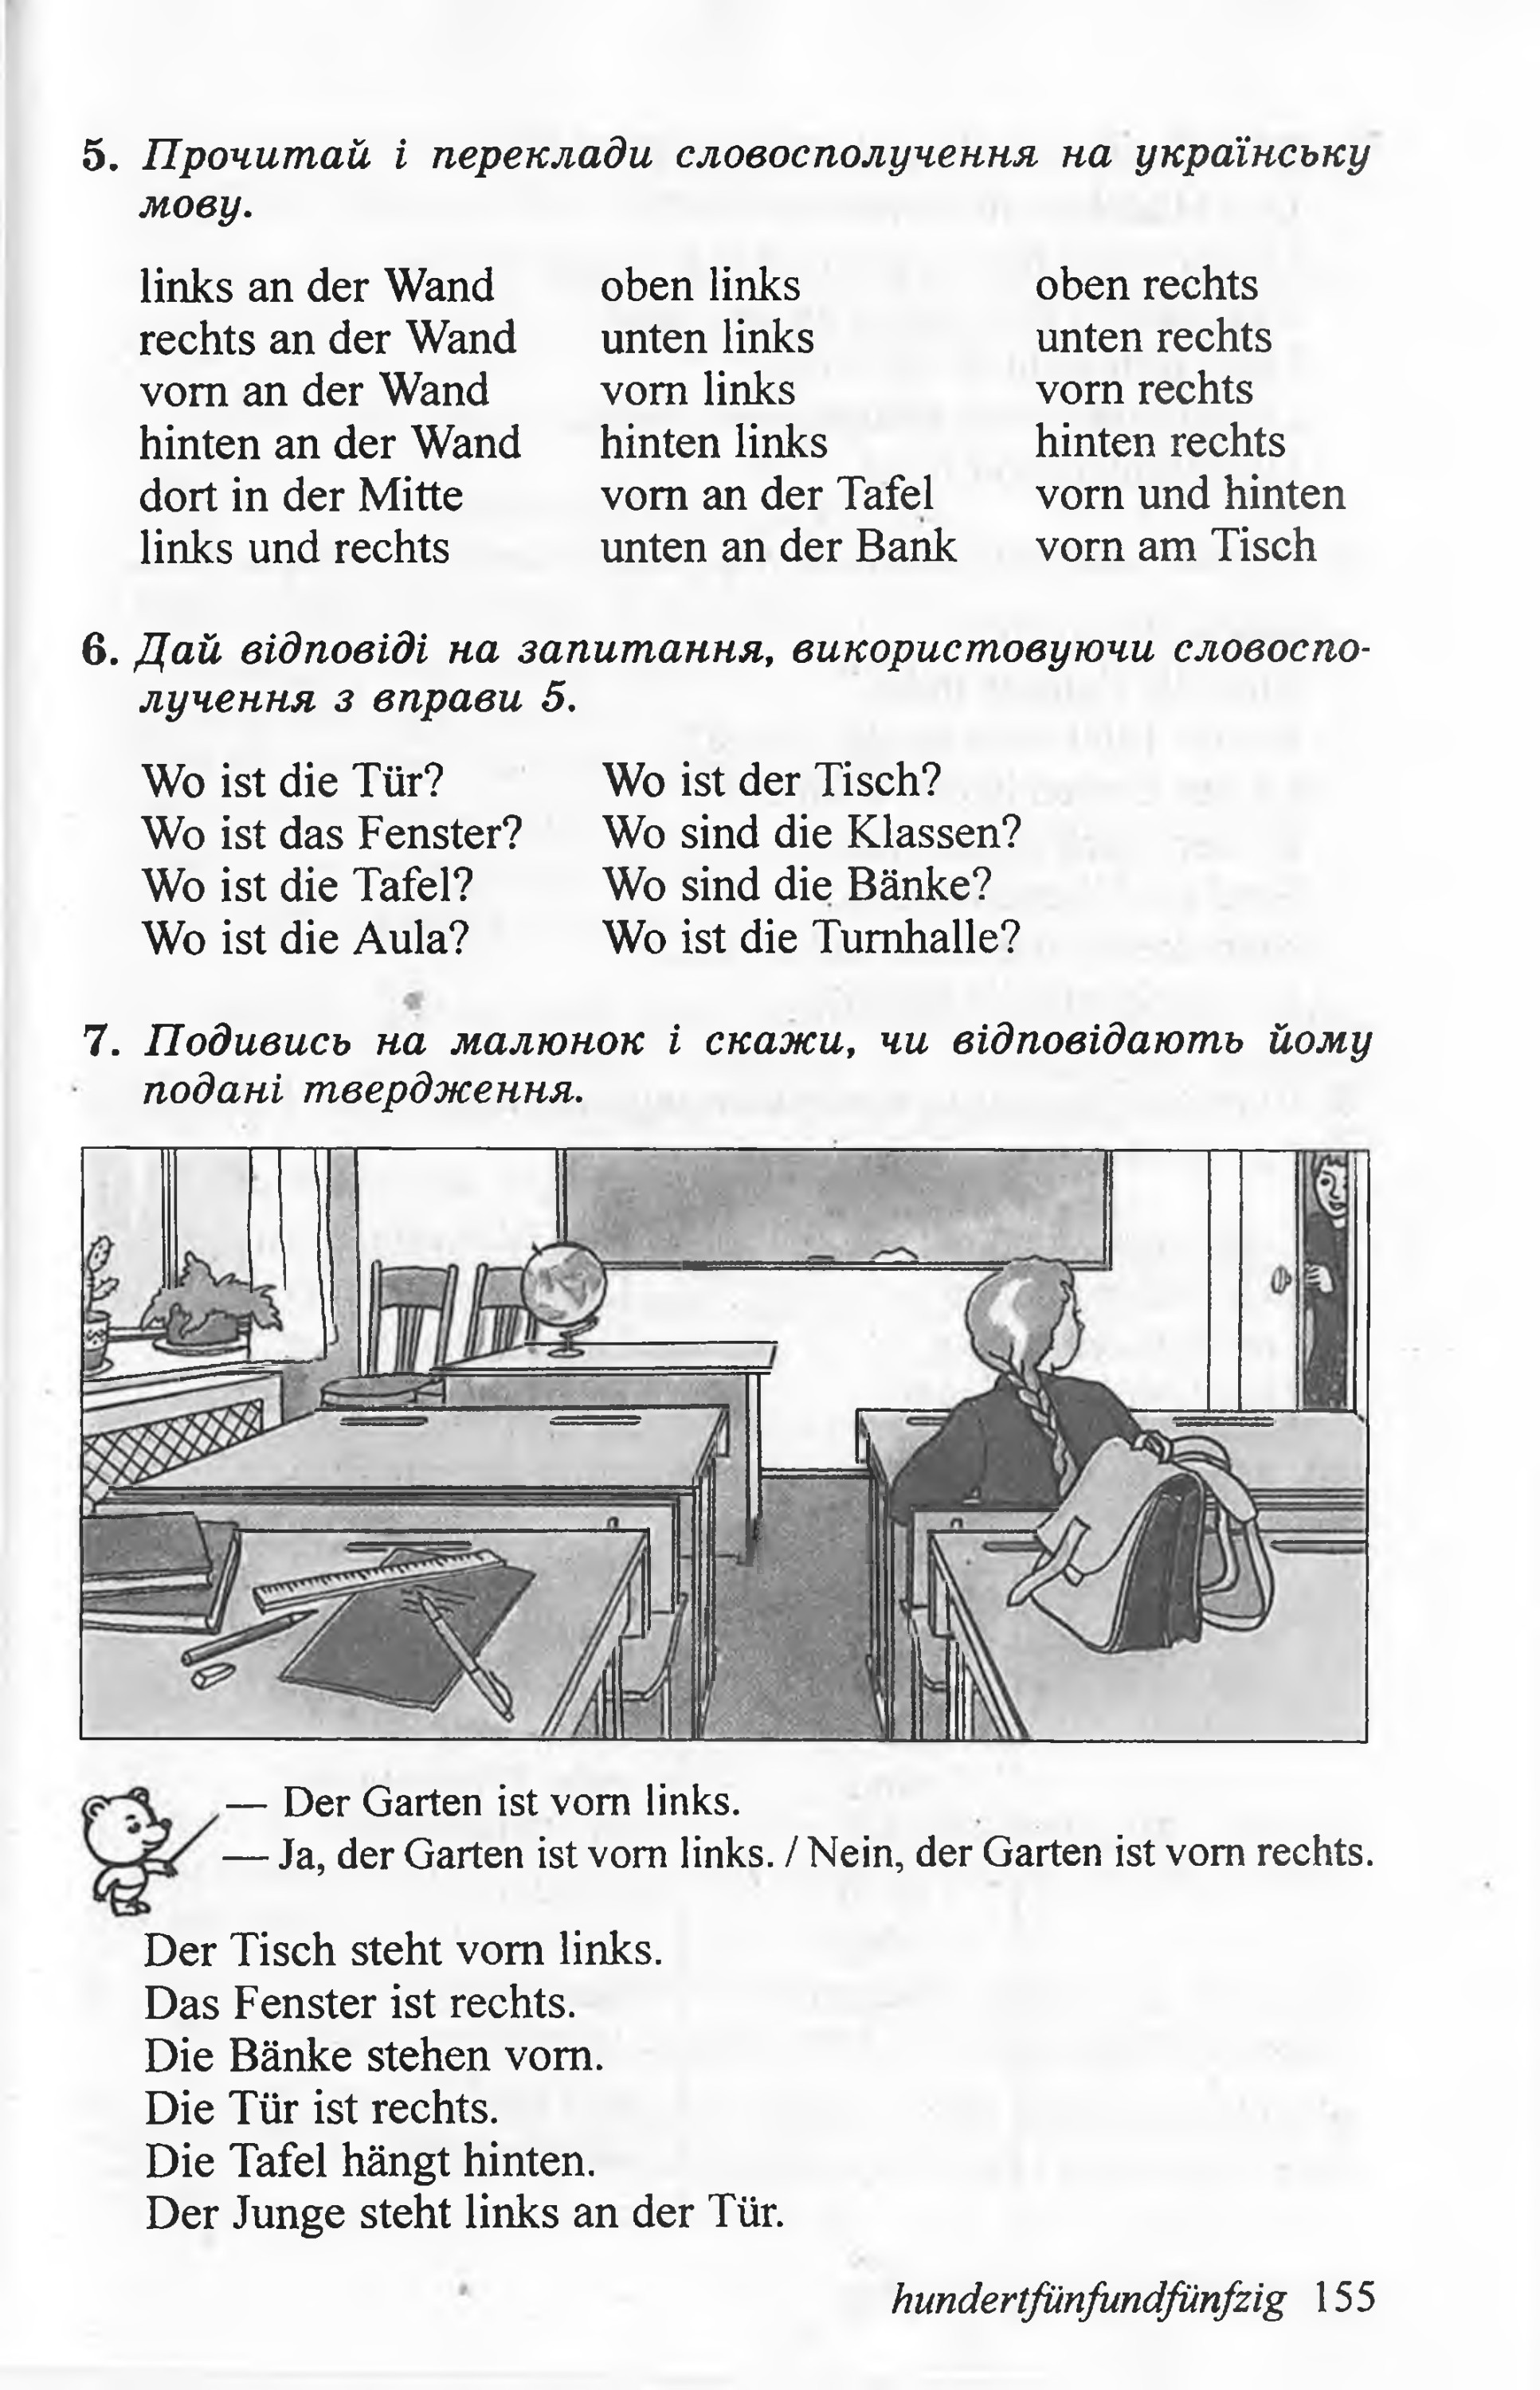 5. Прочитай і переклади словосполучення на українську
мову.
links an der Wand oben links oben rechts
rechts an der Wand unten links unten rechts
vorn an der Wand vorn links vorn rechts
hinten an der Wand hinten links hinten rechts
dort in der Mitte vorn an der Tafel vorn und hinten
links und rechts unten an der Bank vorn am Tisch
6. Дай відповіді на запитання, використовуючи словоспо-
лучення з вправи 5.
Wo ist die Tür? Wo ist der Tisch?
Wo ist das Fenster? Wo sind die Klassen?
Wo ist die Tafel? Wo sind die Bänke?
Wo ist die Aula? Wo ist die Turnhalle?
7. Подивись на малюнок і скажи, чи відповідають йому
подані твердження.
— Der Garten ist vorn links.
— Ja, der Garten ist vorn links. / Nein, der Garten ist vorn rechts.
Der Tisch steht vorn links.
Das Fenster ist rechts.
Die Bänke stehen vorn.
Die Tür ist rechts.
Die Tafel hängt hinten.
Der Junge steht links an der Tür.
hundertfünfundfünfzig 155